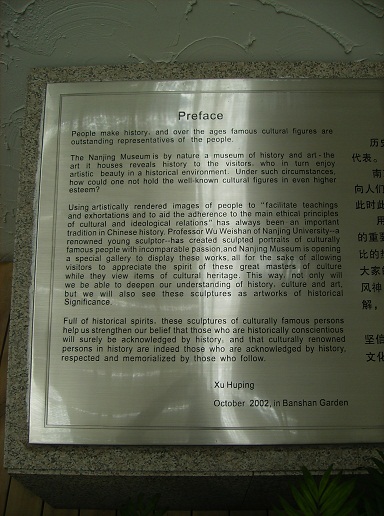 Preface
People make history, and over the ages famous cultural figures are
outstanding representatives of the people.
The Nanjing Museum is by nature a museum of history and art - the
art it houses reveals history to the visitors, who in turn enjoy
artistic beauty in a historical environment. Under such circumstances,
how could one not hold the well-known cultural figures in even higher
esteem?
Using artistically rendered images of people to "facilitate teachings
and exhortations and to aid the adherence to the main ethical principles
of cultural and ideological relations" has always been an important
tradition in Chinese history. Professor Wu Weishan of Nanjing University--a
renowned young sculptor--has created sculpted portraits of culturally
famous people with incomparable passion, and Nanjing Museum is opening
a special gallery to display these works, all for the sake of allowing
visitors to appreciate the spirit of these great masters of culture
while they view items of cultural heritage. This way, not only will
we be able to deepen our understanding of history, culture and art,
but we will also see these sculptures as artworks of historical
Significance.
Full of historical spirits, these sculptures of culturally famous persons
help us strengthen our belief that those who are historically conscientious
will surely be acknowledged by history, and that culturally renowned
persons in history are indeed those who are acknowledged by history,
respected and memorialized by those who follow.
Xu Huping
October 2002, in Banshan Garden
历史
代表。
南
向人们
此时此
用
的重要
比的
大家
风神
解，
坚信
文化